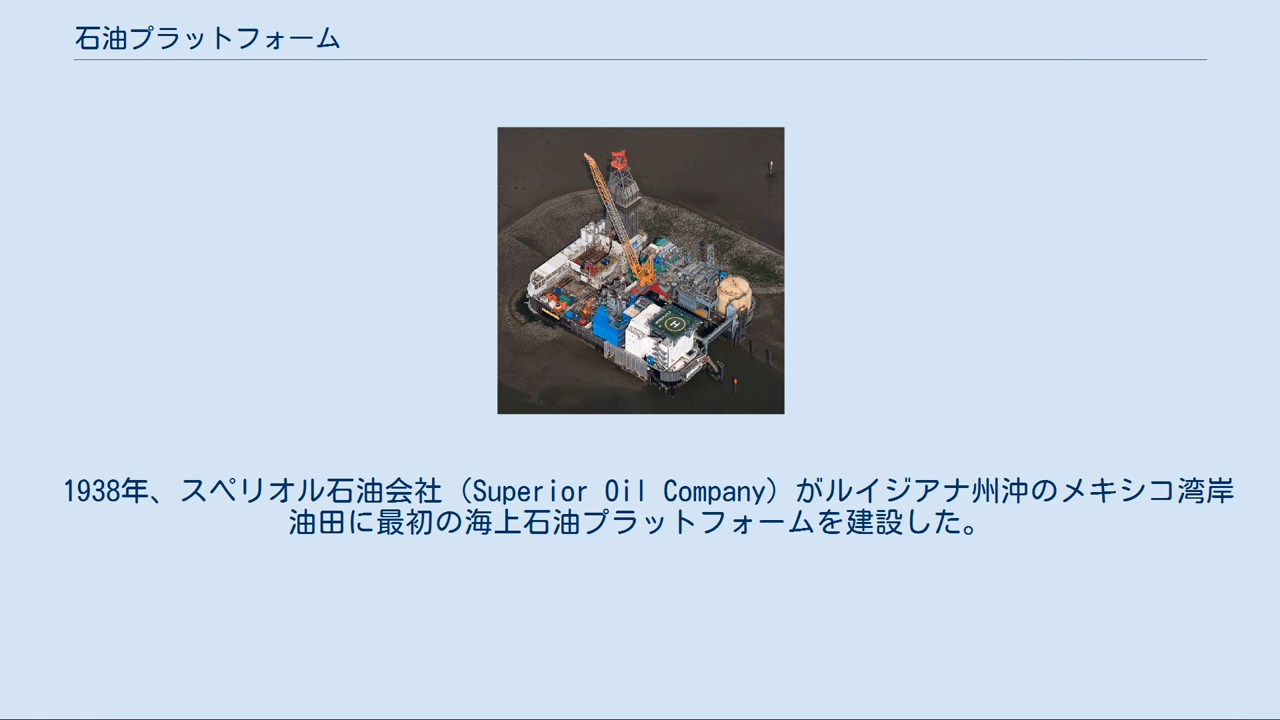 石油プラットフォーム
1938年、スペリオル石油会社（Superior Oil Company）がルイジアナ州沖のメキシコ湾岸
油田に最初の海上石油プラットフォームを建設した。